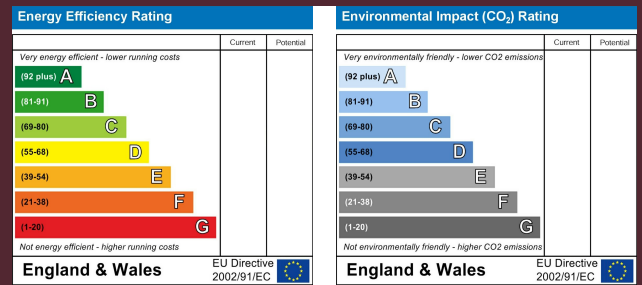 Energy Efficiency Rating
Current Potential
Very energy efficient - lower running costs
(92 plus) A
(81-91) B
(69-80) C
(55-68) D
(39-54) E
(21-38) F
(1-20) G
Not energy efficient - higher running costs
England & Wales
EU Directive
2002/91/EC
Environmental Impact (CO₂) Rating
Current Potential
Very environmentally friendly - lower CO2 emissions
(92 plus) A
(81-91) B
(69-80) C
(55-68) D
(39-54) E
(21-38) F
(1-20) G
Not environmentally friendly - higher CO2 emissions
England & Wales
EU Directive
2002/91/EC